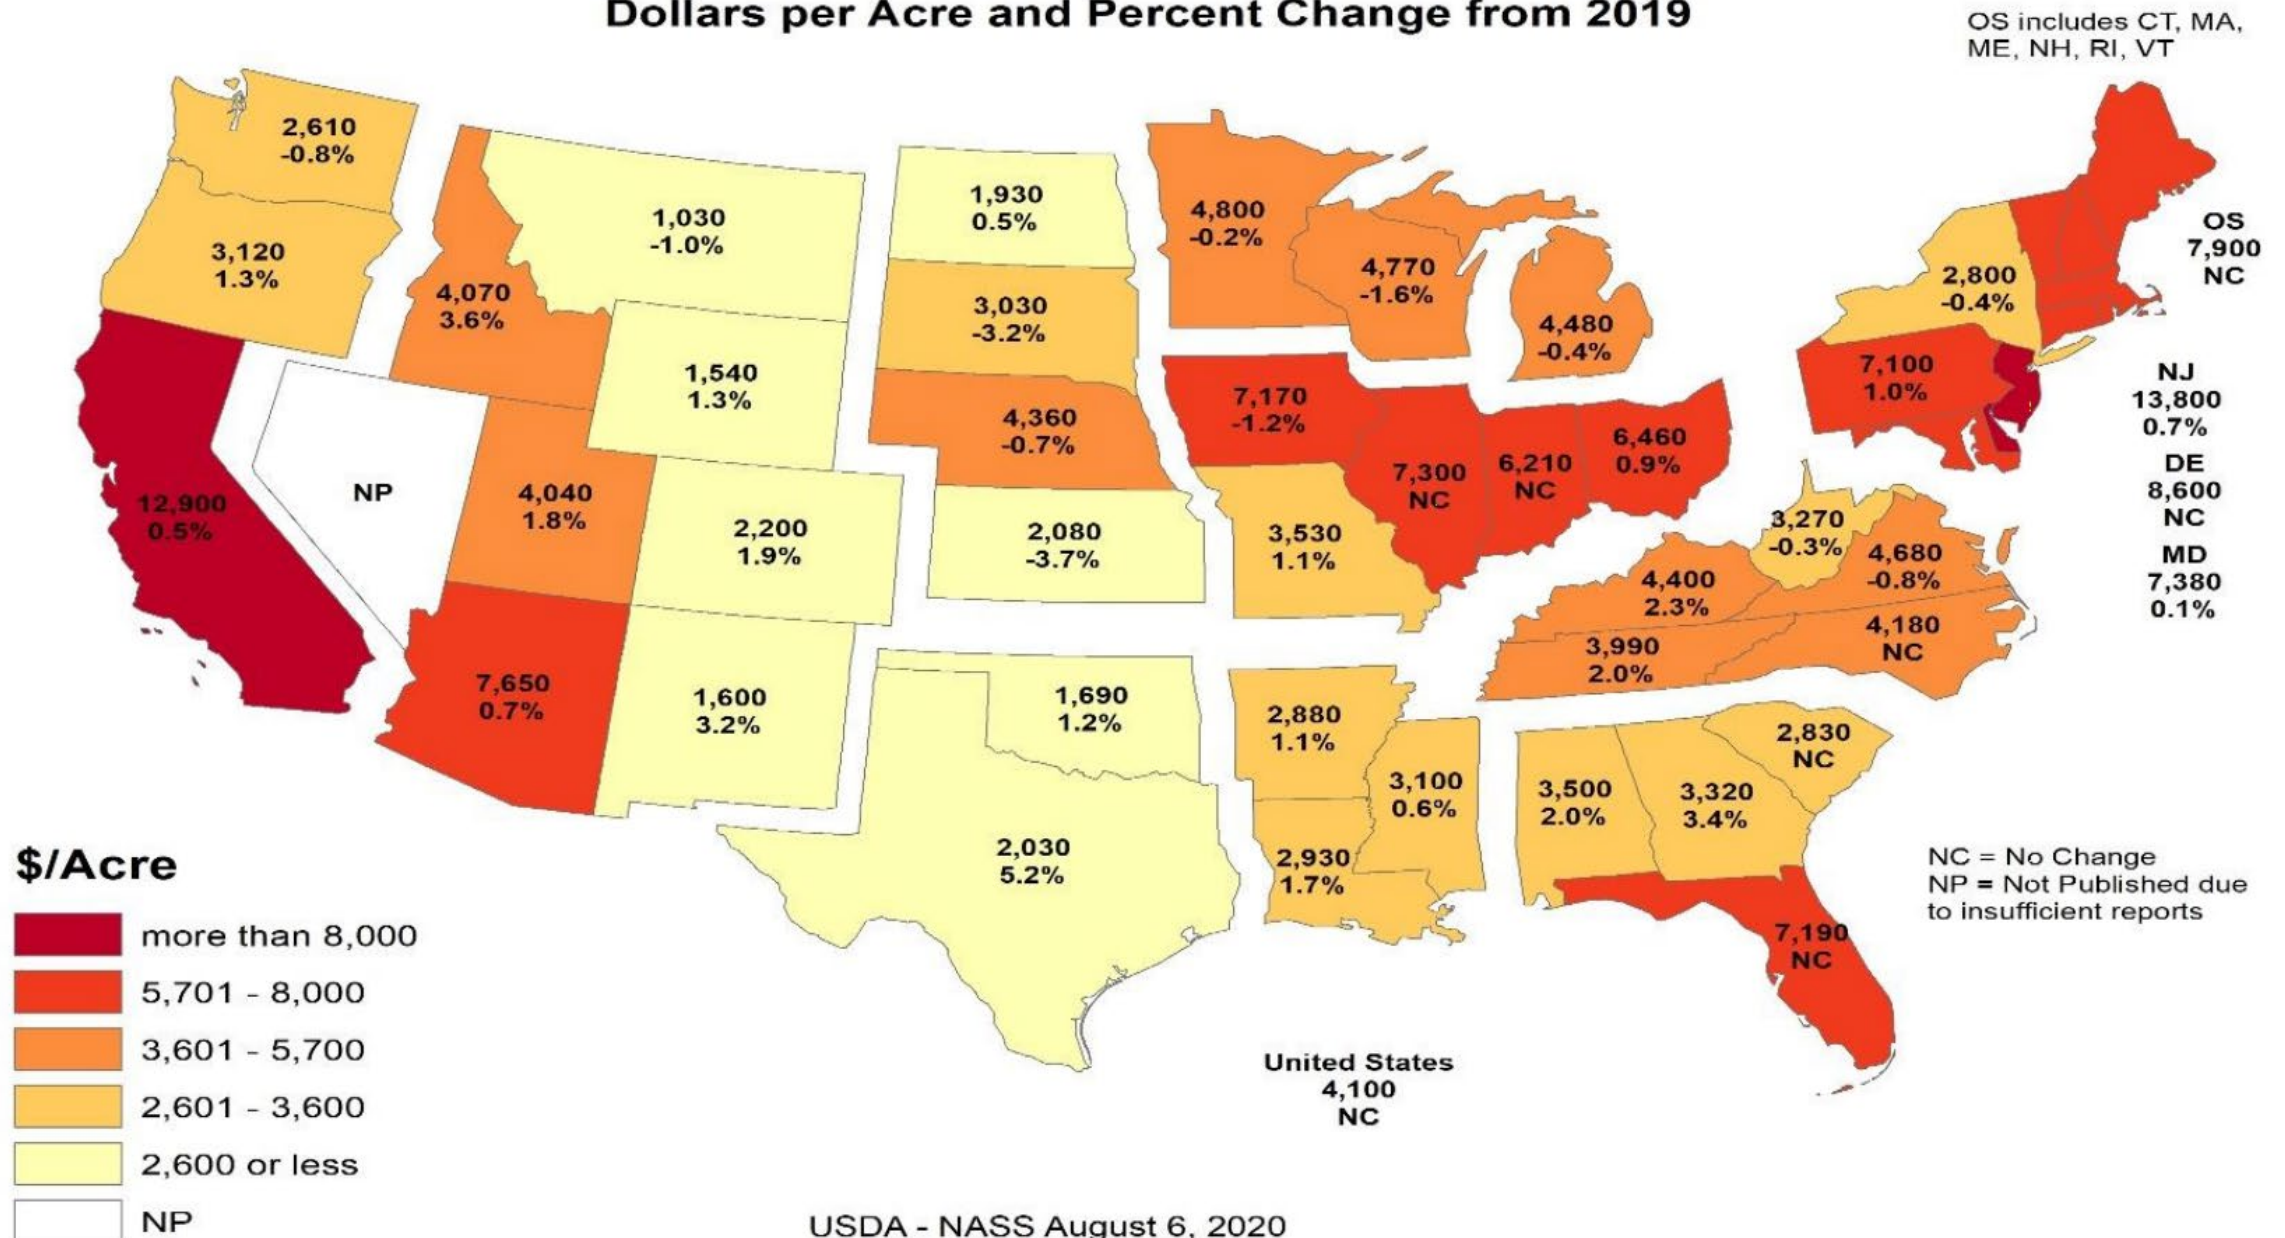 Dollars per Acre and Percent Change from 2019
OS includes CT, MA,
ME, NH, RI, VT
2,610
-0.8%
3,120
1.3%
12,900
0.5%
NP
4,070
3.6%
1,030
-1.0%
1,540
1.3%
4,040
1.8%
2,200
1.9%
7,650
0.7%
1,600
3.2%
1,930
0.5%
3,030
-3.2%
4,360
-0.7%
2,080
-3.7%
1,690
1.2%
2,030
5.2%
4,800
-0.2%
4,770
-1.6%
4,480
-0.4%
7,170
-1.2%
7,300
NC
6,210
NC
6,460
0.9%
3,530
1.1%
2,880
1.1%
2,930
1.7%
3,100
0.6%
3,500
2.0%
3,320
3.4%
2,830
NC
7,190
NC
4,400
2.3%
3,990
2.0%
3,270
-0.3%
4,680
-0.8%
4,180
NC
2,800
-0.4%
7,100
1.0%
OS
7,900
NC
NJ
13,800
0.7%
DE
8,600
NC
MD
7,380
0.1%
NC = No Change
NP = Not Published due
to insufficient reports
United States
4,100
NC
$/Acre
more than 8,000
5,701 - 8,000
3,601 - 5,700
2,601 - 3,600
2,600 or less
NP
USDA - NASS August 6, 2020